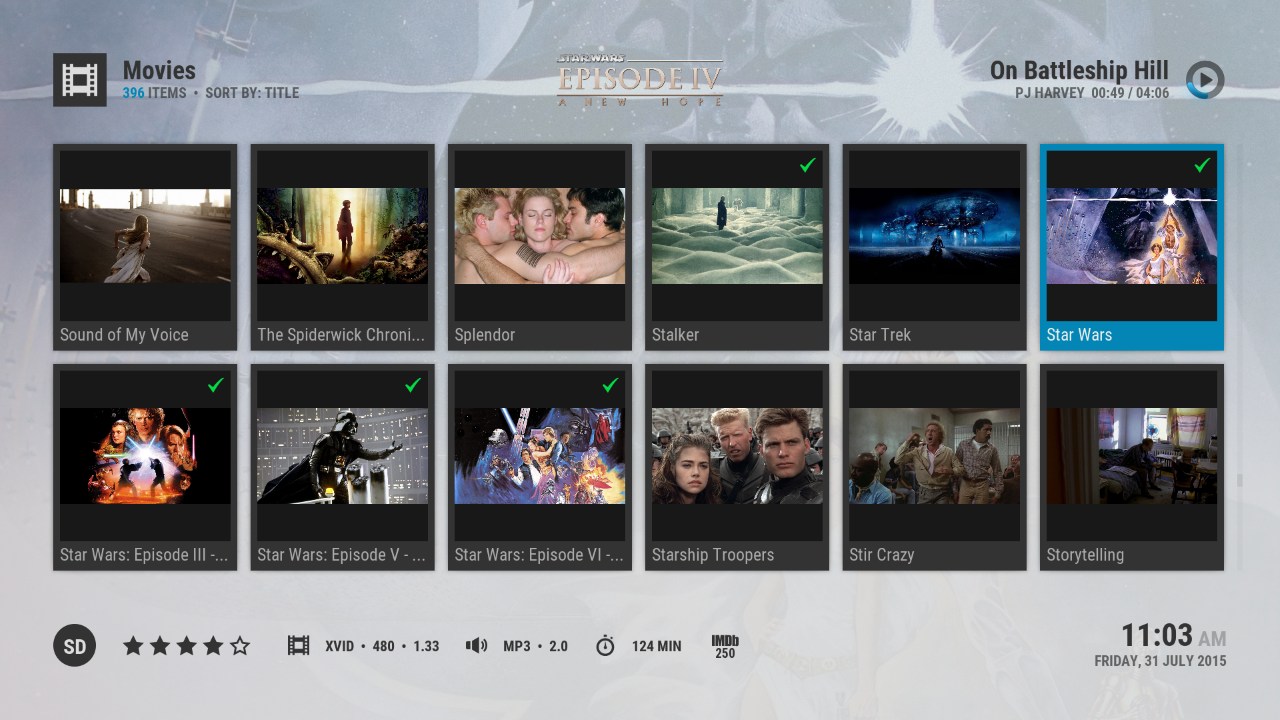 Movies
396 ITEMS • SORT BY: TITLE
STAR WARS
EPISODE IV
A NEW HOPE
On Battleship Hill
PJ HARVEY 00:49 / 04:06
Sound of My Voice
The Spiderwick Chroni...
Splendor
Stalker
Star Trek
Star Wars
Star Wars: Episode III -...
Star Wars: Episode V - ...
Star Wars: Episode VI -...
Starship Troopers
Stir Crazy
Storytelling
SD
XVID • 480 • 1.33
MP3 • 2.0
124 MIN
IMDb
250
11:03 AM
FRIDAY, 31 JULY 2015